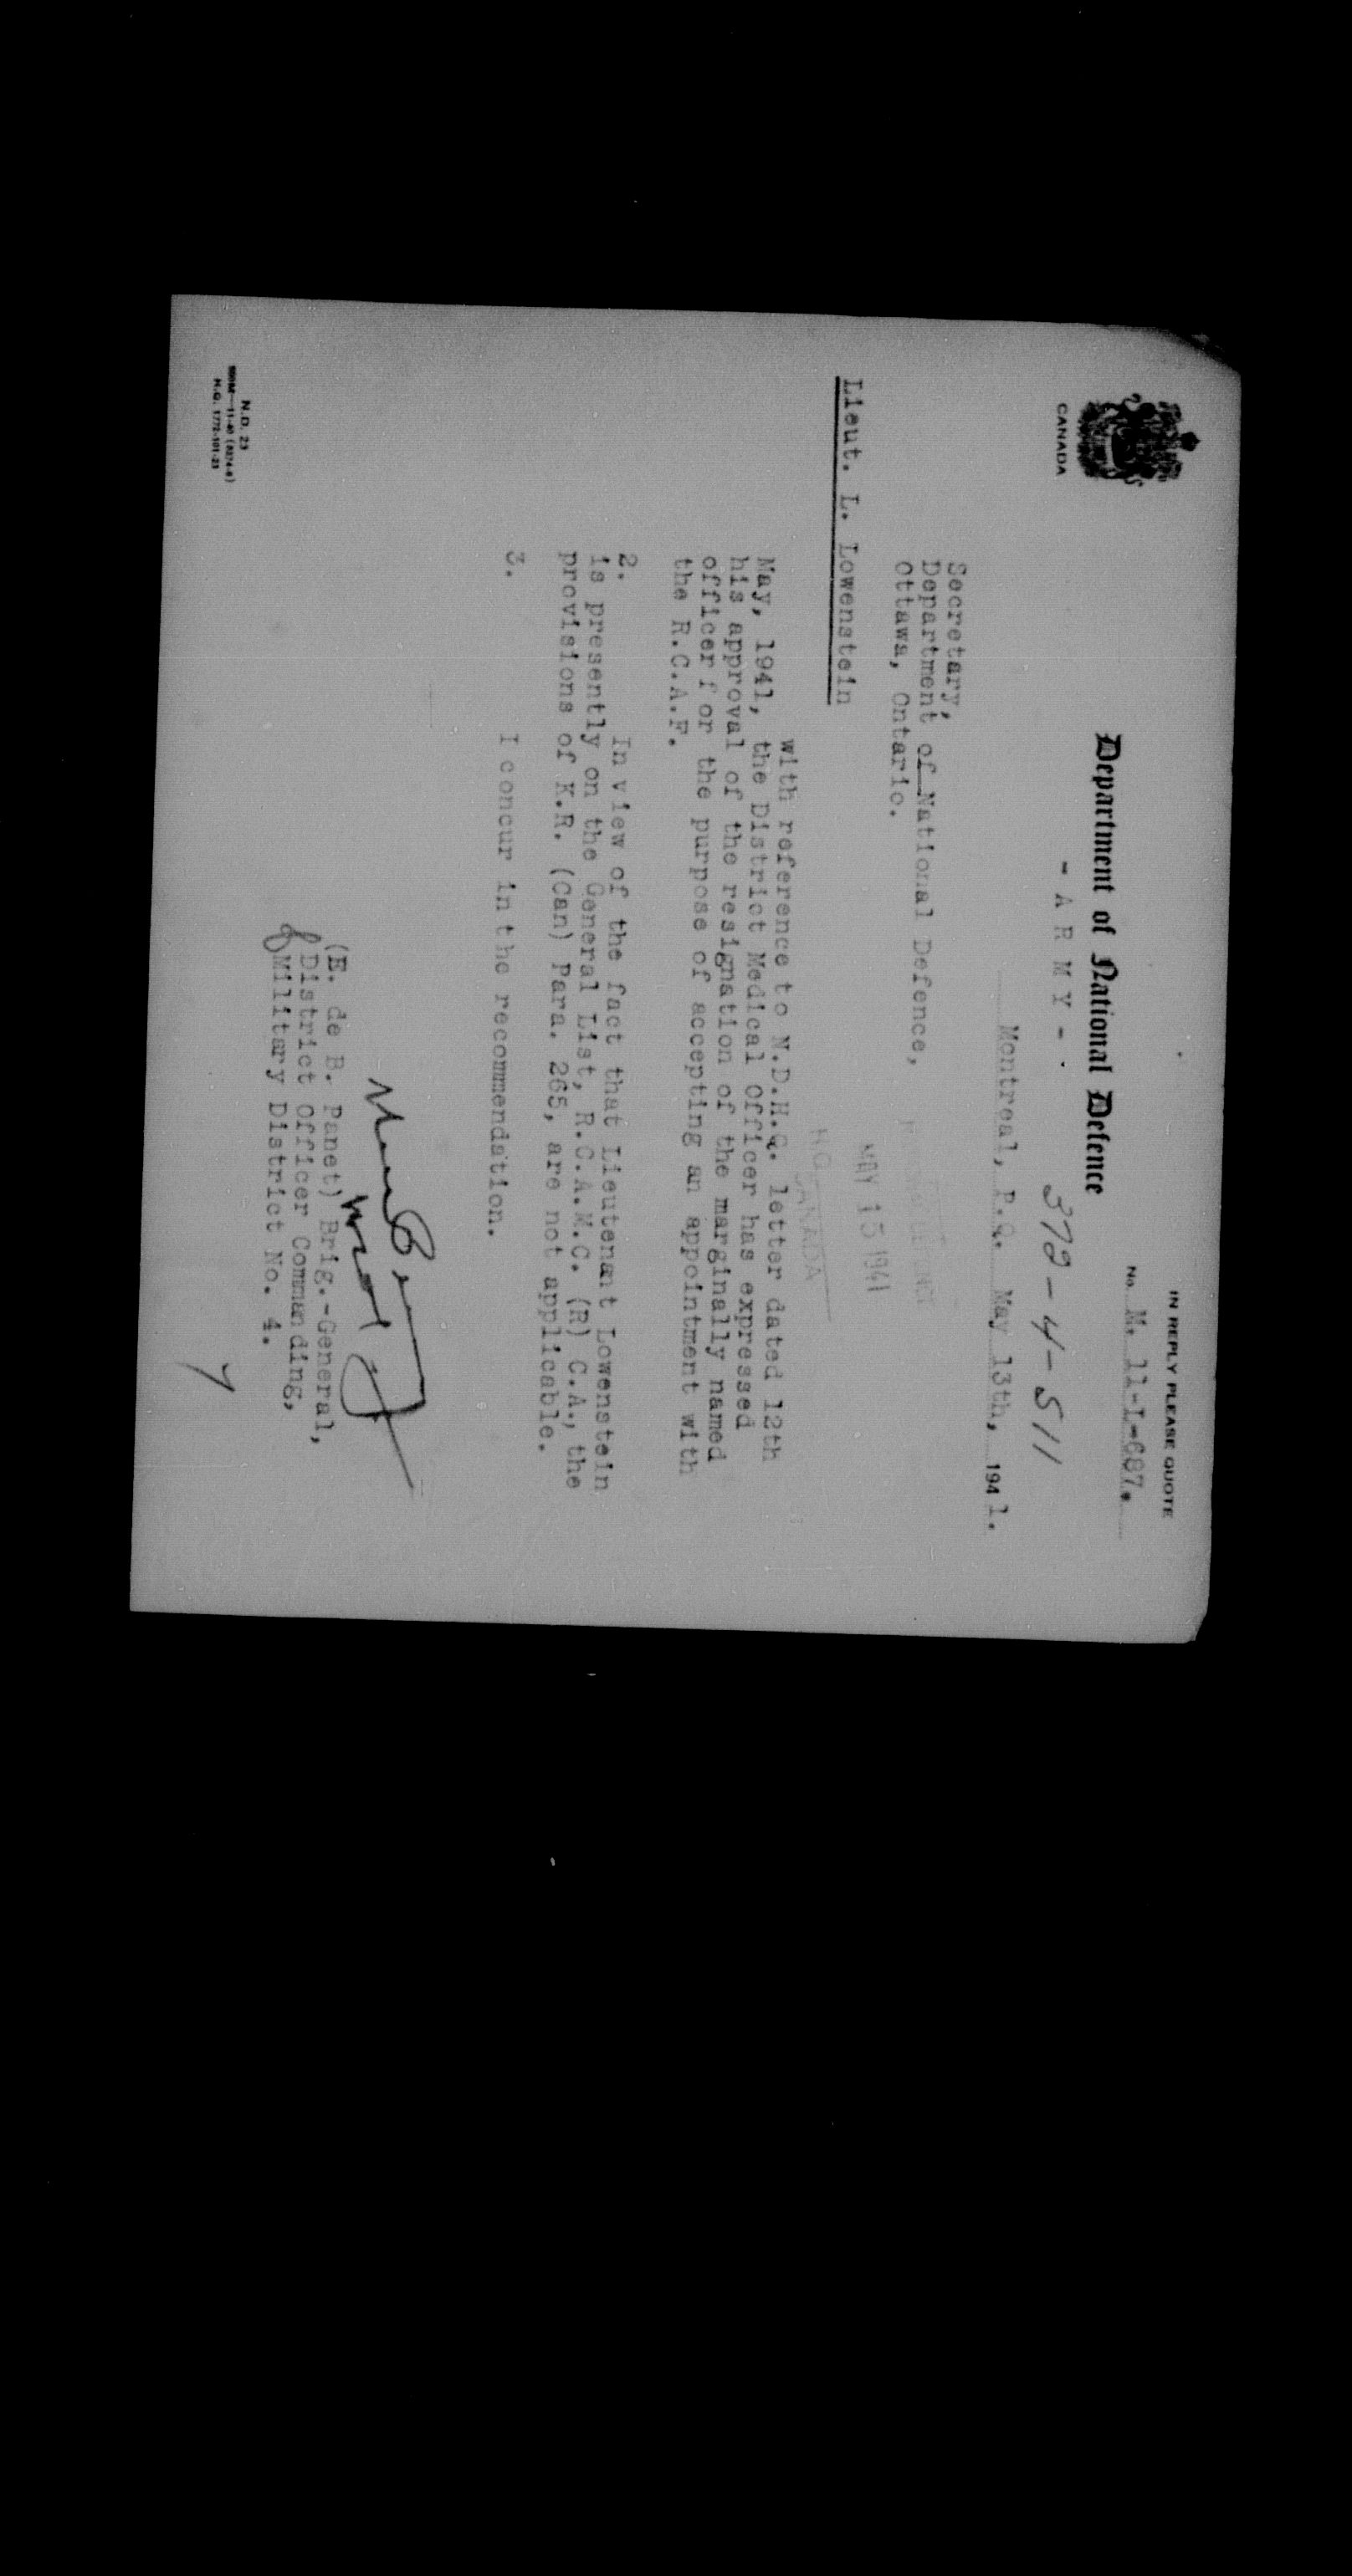 IN REPLY PLEASE QUOTE
No. M. 11-L-687.
CANADA
Department of National Defence
- A R M Y -
378-4-511
Montreal, P.Q. May 13th, 1941.
Secretary,
Department of National Defence,
Ottawa, Ontario.
MAY 15 1941
H.Q. CANADA
Lieut. L. Lowenstein
With reference to N.D.H.Q. letter dated 12th
May, 1941, the District Medical Officer has expressed
his approval of the resignation of the marginally named
officer for the purpose of accepting an appointment with
the R.C.A.F.
2. In view of the fact that Lieutenant Lowenstein
is presently on the General List, R.C.A.M.C. (R) C.A., the
provisions of K.R. (Can) Para. 265, are not applicable.
3. I concur in the recommendation.
(E. de B. Panet) Brig.-General,
District Officer Commanding,
Military District No. 4.
N.D. 23
H.Q. 1772-101-23